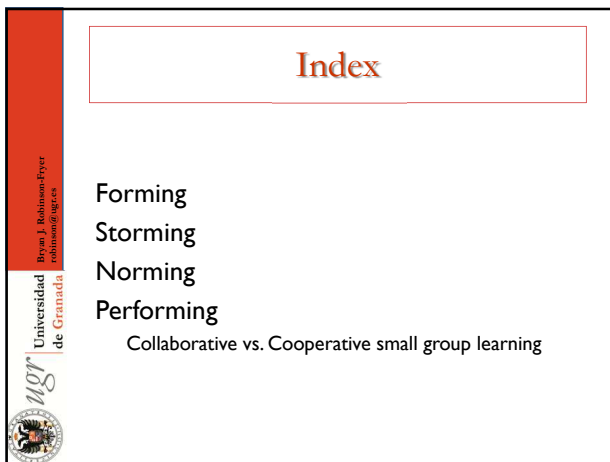 Index
Forming
Storming
Norming
Performing
Collaborative vs. Cooperative small group learning
Bryan J. Robinson-Fryer
robinson@ugr.es
ugr
Universidad
de Granada